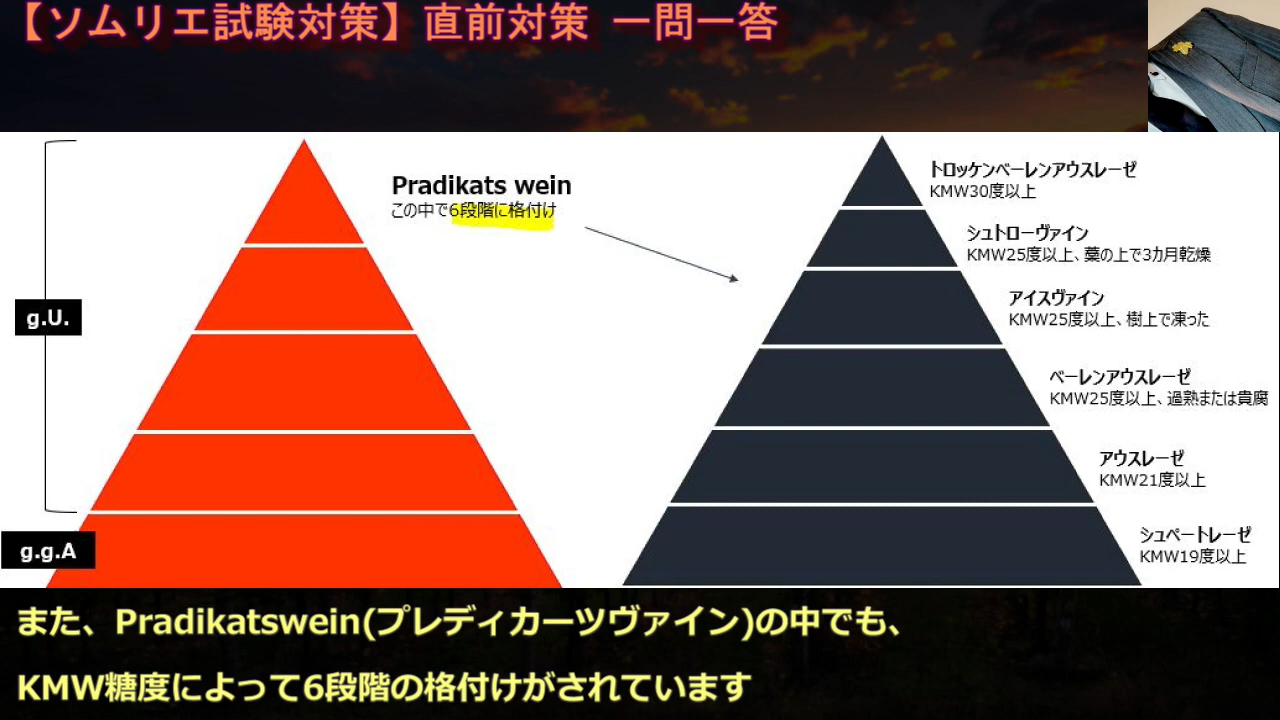 【ソムリエ試験対策】直前対策 一問一答
g.U.
g.g.A
Pradikats wein
この中で6段階に格付け
トロッケンベーレンアウスレーゼ
KMW30度以上
シュトローヴァイン
KMW25度以上、藁の上で3カ月乾燥
アイスヴァイン
KMW25度以上、樹上で凍った
ベーレンアウスレーゼ
KMW25度以上、過熟または貴腐
アウスレーゼ
KMW21度以上
シュペートレーゼ
KMW19度以上
また、Pradikatswein(プレディカーツヴァイン)の中でも、
KMW糖度によって6段階の格付けがされています